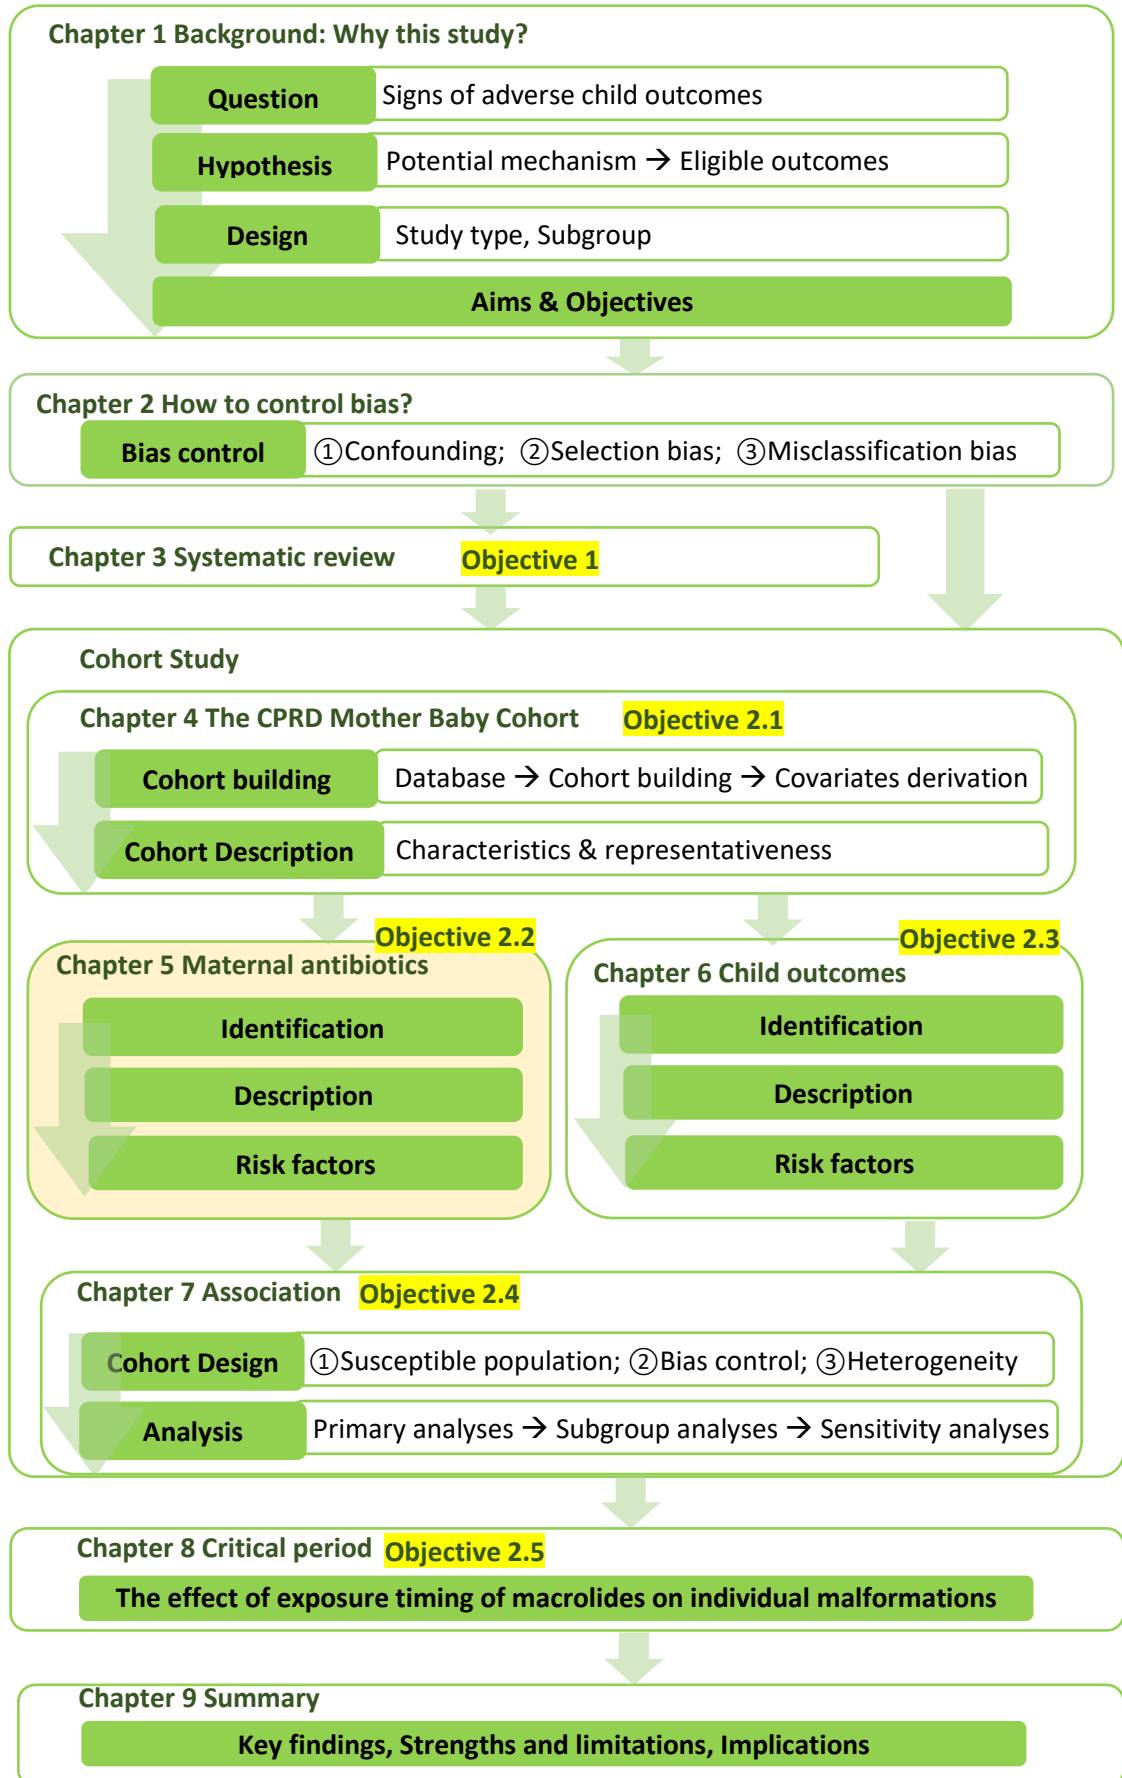 Chapter 1 Background: Why this study?
Question
Signs of adverse child outcomes
Hypothesis
Potential mechanism → Eligible outcomes
Design
Study type, Subgroup
Aims & Objectives
Chapter 2 How to control bias?
Bias control
①Confounding; ②Selection bias; ③Misclassification bias
Chapter 3 Systematic review
Objective 1
Cohort Study
Chapter 4 The CPRD Mother Baby Cohort
Objective 2.1
Cohort building
Database → Cohort building → Covariates derivation
Cohort Description
Characteristics & representativeness
Objective 2.2
Chapter 5 Maternal antibiotics
Identification
Description
Risk factors
Objective 2.3
Chapter 6 Child outcomes
Identification
Description
Risk factors
Chapter 7 Association
Objective 2.4
Cohort Design
①Susceptible population; ②Bias control; ③Heterogeneity
Analysis
Primary analyses → Subgroup analyses → Sensitivity analyses
Chapter 8 Critical period
Objective 2.5
The effect of exposure timing of macrolides on individual malformations
Chapter 9 Summary
Key findings, Strengths and limitations, Implications